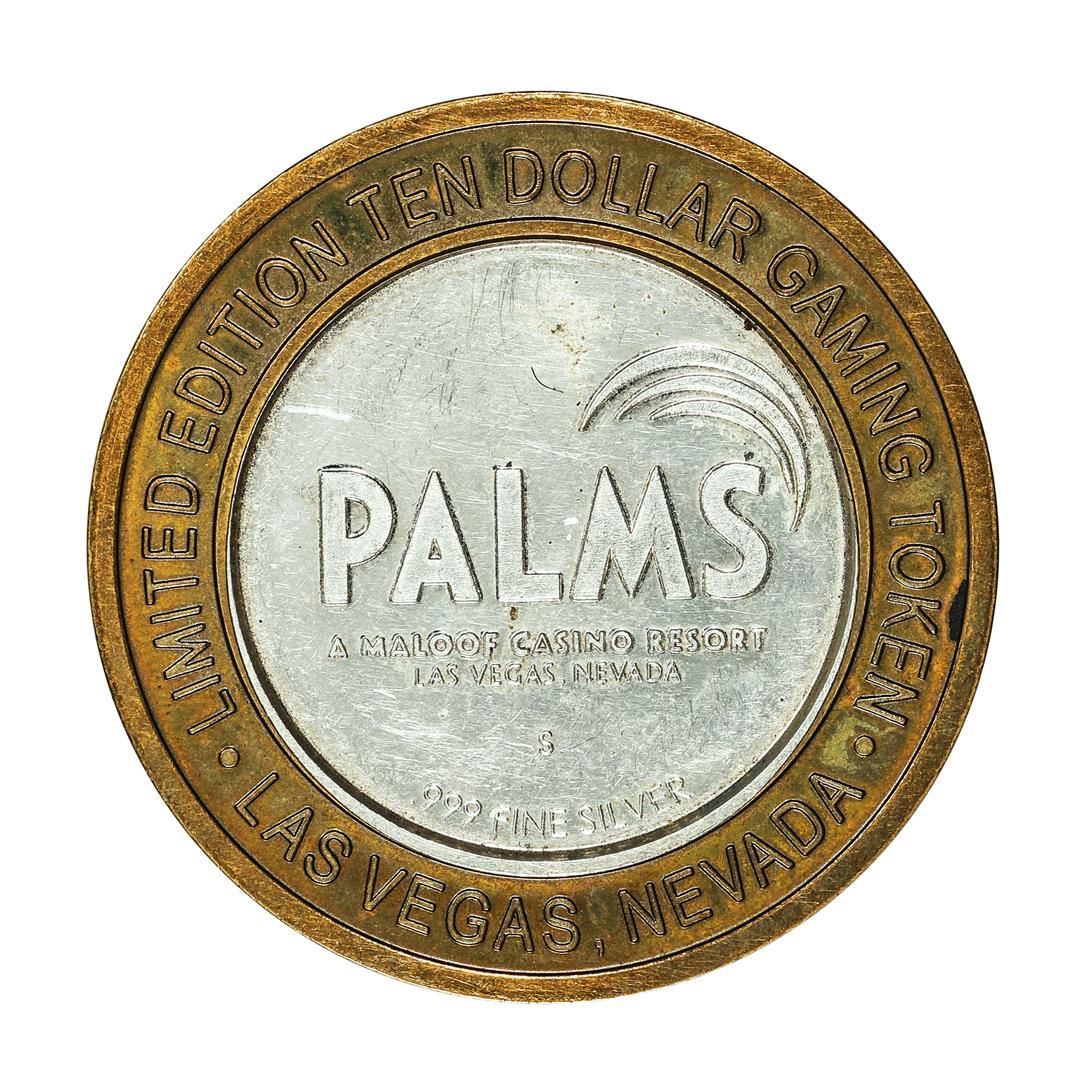 LIMITED EDITION TEN DOLLAR GAMING TOKEN
PALMS
A MALOOF CASINO RESORT
LAS VEGAS, NEVADA
S
.999 FINE SILVER
• LAS VEGAS, NEVADA •